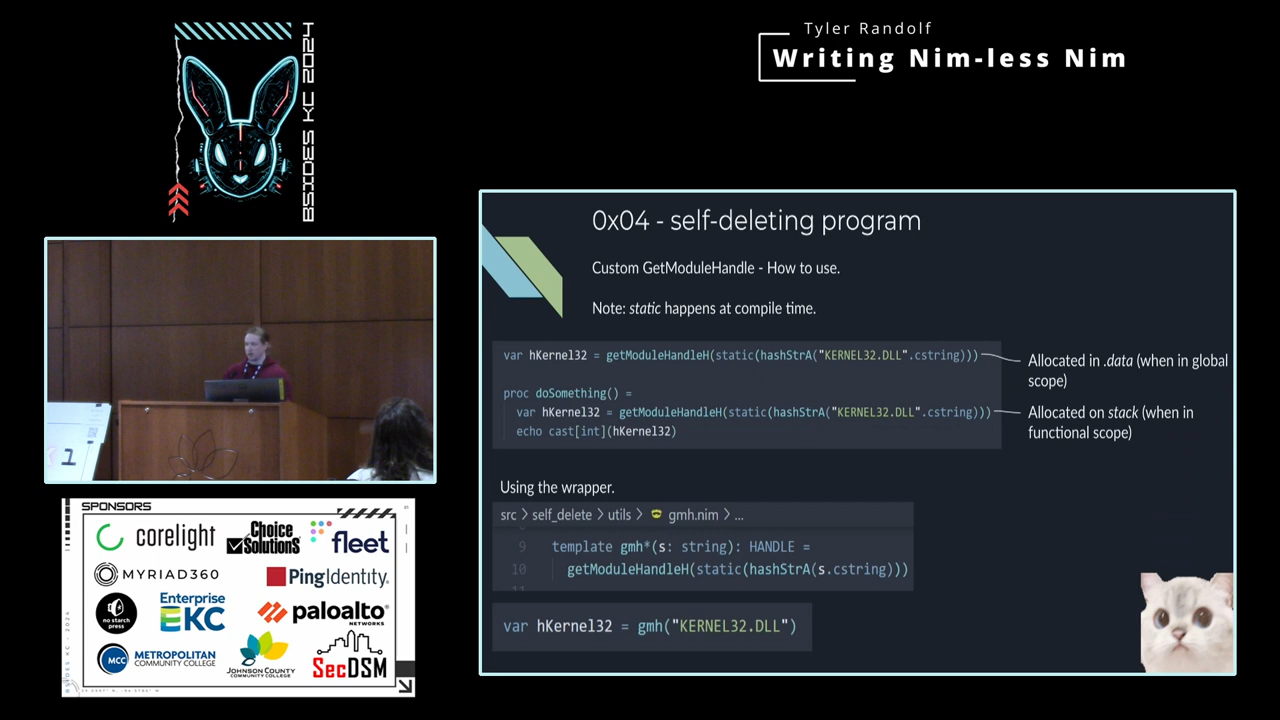 Tyler Randolf
Writing Nim-less Nim
BSIDES KC 2024
0x04 - self-deleting program
Custom GetModuleHandle - How to use.
Note: static happens at compile time.
var hKernel32 = getModuleHandleH(static(hashStrA("KERNEL32.DLL".cstring)))
Allocated in .data (when in global
scope)
proc doSomething() =
var hKernel32 = getModuleHandleH(static(hashStrA("KERNEL32.DLL".cstring)))
echo cast[int](hKernel32)
Allocated on stack (when in
functional scope)
Using the wrapper.
src > self_delete > utils > gmh.nim > ...
9 template gmh*(s: string): HANDLE =
10 getModuleHandleH(static(hashStrA(s.cstring)))
var hKernel32 = gmh("KERNEL32.DLL")
1
SPONSORS
corelight
Choice
SolutionS
fleet
MYRIAD360
PingIdentity.
no starch
press
Enterprise
KC
paloalto
NETWORKS
MCC
METROPOLITAN
COMMUNITY COLLEGE
JOHNSON COUNTY
COMMUNITY COLLEGE
SecDSM